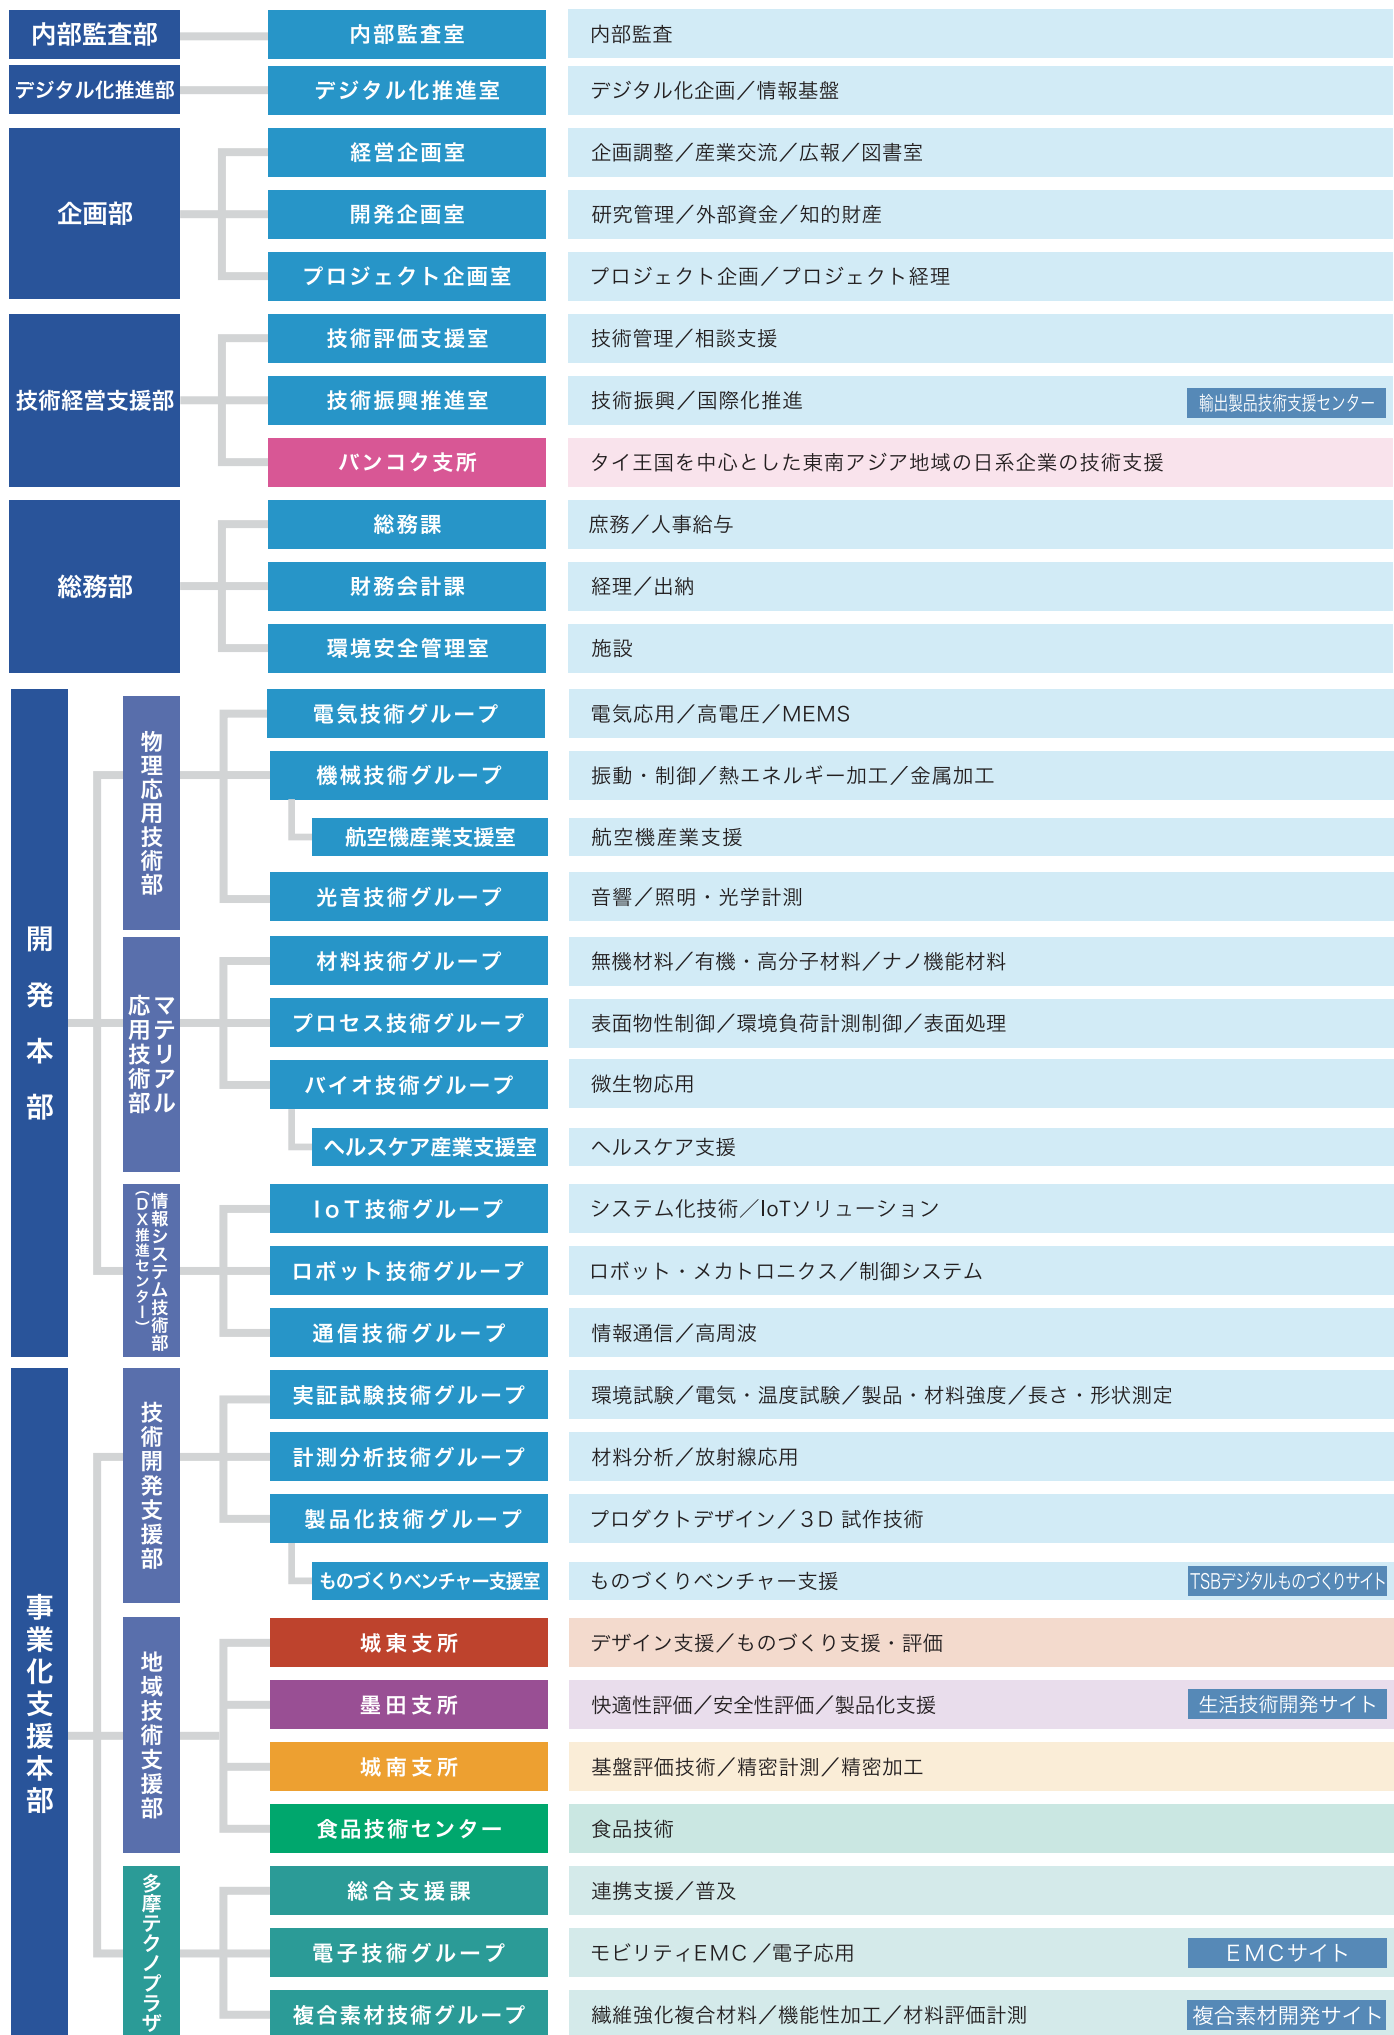 内部監査部
内部監査室
内部監査
デジタル化推進部
デジタル化推進室
デジタル化企画／情報基盤
企画部
経営企画室
企画調整／産業交流／広報／図書室
開発企画室
研究管理／外部資金／知的財産
プロジェクト企画室
プロジェクト企画／プロジェクト経理
技術経営支援部
技術評価支援室
技術管理／相談支援
技術振興推進室
技術振興／国際化推進
輸出製品技術支援センター
バンコク支所
タイ王国を中心とした東南アジア地域の日系企業の技術支援
総務部
総務課
庶務／人事給与
財務会計課
経理／出納
環境安全管理室
施設
開発本部
物理応用技術部
電気技術グループ
電気応用／高電圧／MEMS
機械技術グループ
振動・制御／熱エネルギー加工／金属加工
航空機産業支援室
航空機産業支援
光音技術グループ
音響／照明・光学計測
マテリアル
応用技術部
材料技術グループ
無機材料／有機・高分子材料／ナノ機能材料
プロセス技術グループ
表面物性制御／環境負荷計測制御／表面処理
バイオ技術グループ
微生物応用
ヘルスケア産業支援室
ヘルスケア支援
情報システム技術部
（DX推進センター）
IoT技術グループ
システム化技術／IoTソリューション
ロボット技術グループ
ロボット・メカトロニクス／制御システム
通信技術グループ
情報通信／高周波
事業化支援本部
技術開発支援部
実証試験技術グループ
環境試験／電気・温度試験／製品・材料強度／長さ・形状測定
計測分析技術グループ
材料分析／放射線応用
製品化技術グループ
プロダクトデザイン／3D 試作技術
ものづくりベンチャー支援室
ものづくりベンチャー支援
TSBデジタルものづくりサイト
地域技術支援部
城東支所
デザイン支援／ものづくり支援・評価
墨田支所
快適性評価／安全性評価／製品化支援
生活技術開発サイト
城南支所
基盤評価技術／精密計測／精密加工
食品技術センター
食品技術
多摩テクノプラザ
総合支援課
連携支援／普及
電子技術グループ
モビリティEMC／電子応用
EMCサイト
複合素材技術グループ
繊維強化複合材料／機能性加工／材料評価計測
複合素材開発サイト